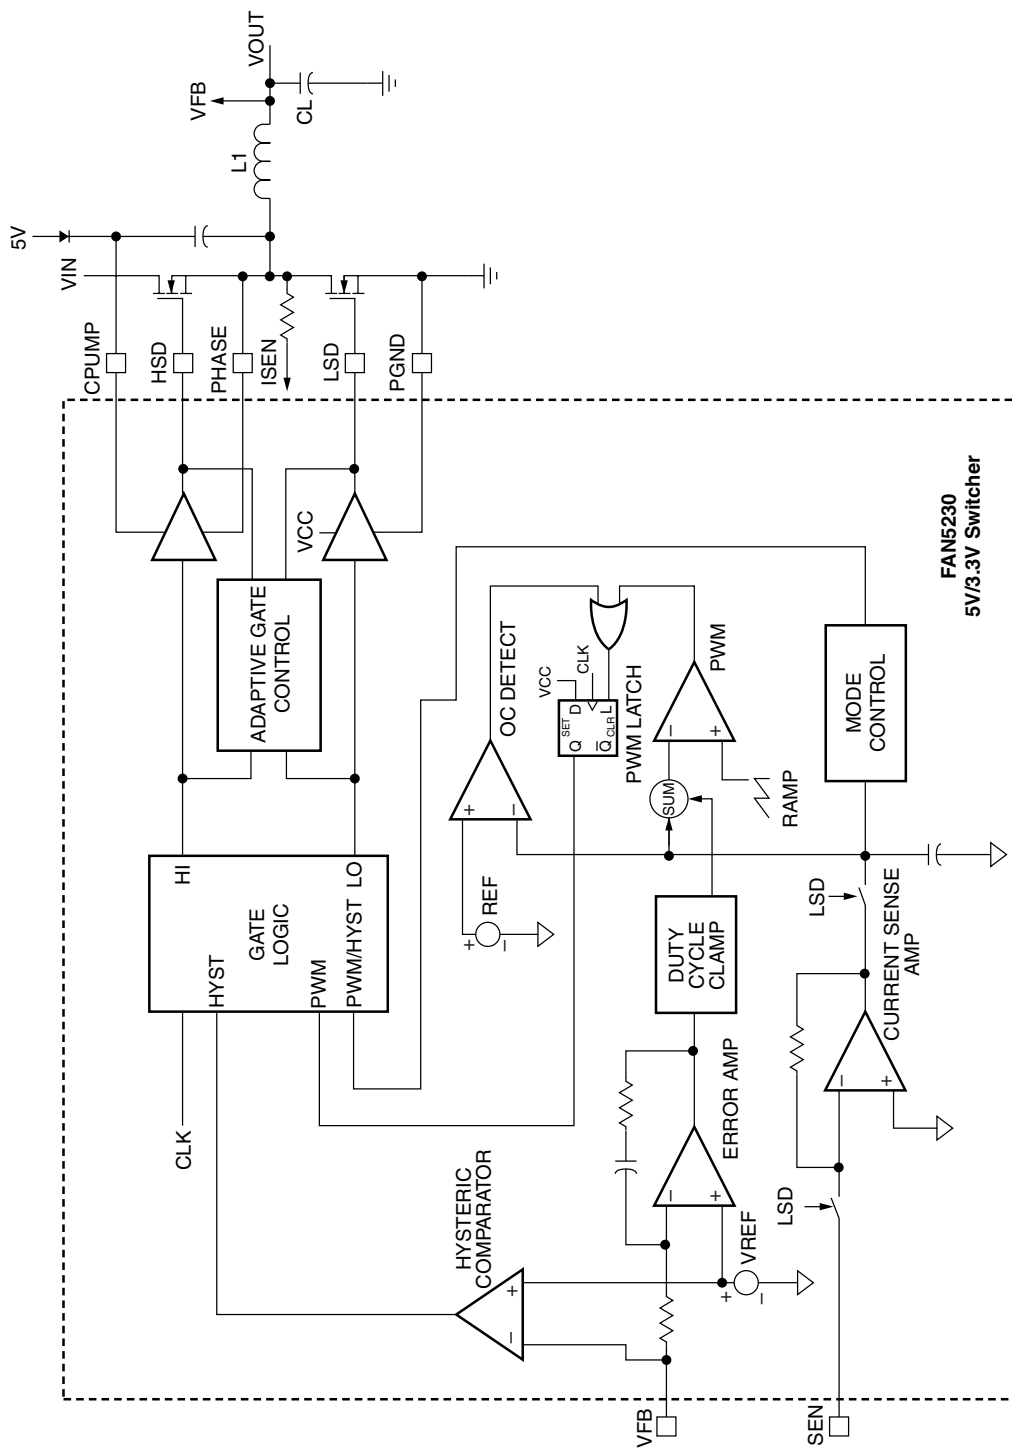 5V
VIN
CPUMP
HSD
PHASE
ISEN
LSD
PGND
L1
VFB
CL
VOUT
CLK
HYST
PWM
PWM/HYST
GATE
LOGIC
HI
LO
ADAPTIVE GATE
CONTROL
VCC
HYSTERIC
COMPARATOR
−
+
+
REF
−
+
−
OC DETECT
VCC
CLK
SET
Q
D
Q
CLR
L
PWM LATCH
VFB
−
+
ERROR AMP
+
VREF
−
DUTY
CYCLE
CLAMP
SUM
−
+
PWM
RAMP
SEN
LSD
−
+
CURRENT SENSE
AMP
LSD
MODE
CONTROL
FAN5230
5V/3.3V Switcher